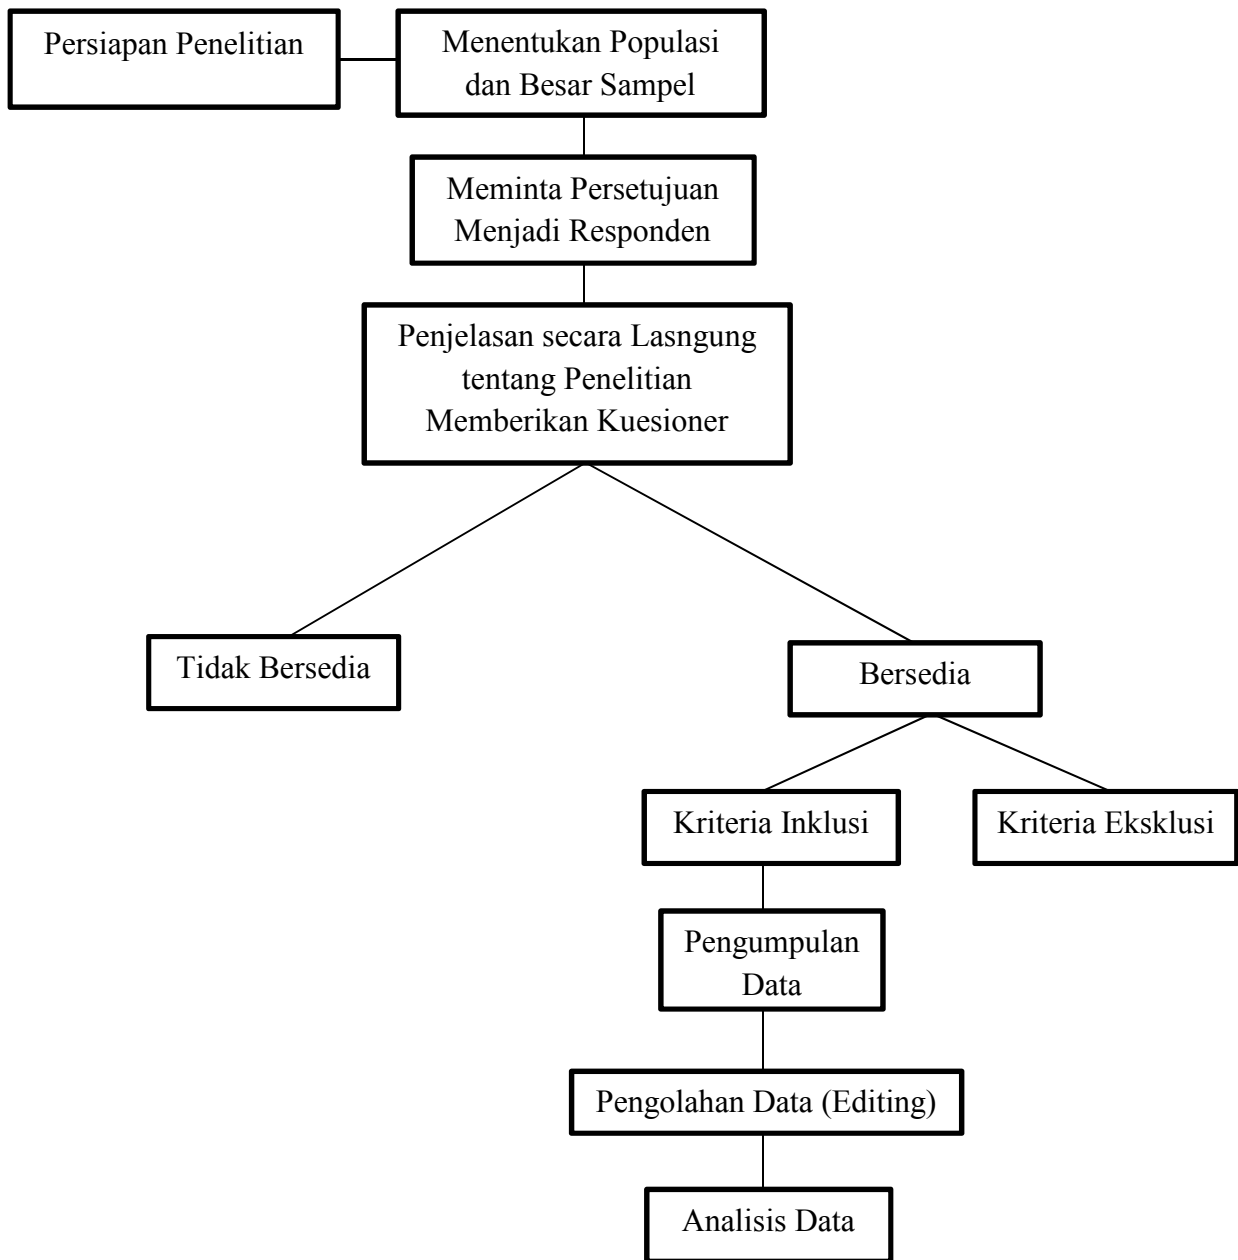 Persiapan Penelitian
Menentukan Populasi
dan Besar Sampel
Meminta Persetujuan
Menjadi Responden
Penjelasan secara Lasngung
tentang Penelitian
Memberikan Kuesioner
Tidak Bersedia
Bersedia
Kriteria Inklusi
Kriteria Eksklusi
Pengumpulan
Data
Pengolahan Data (Editing)
Analisis Data